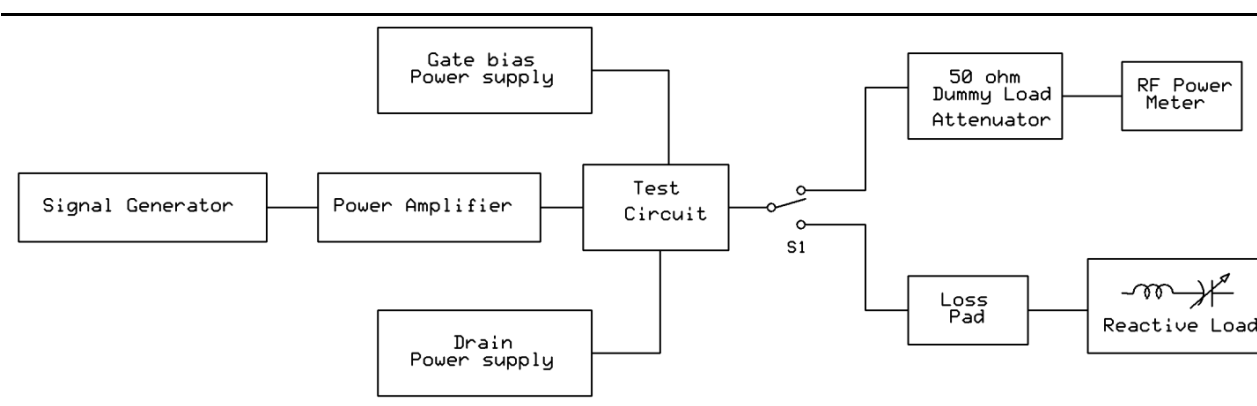 Gate bias
Power supply
50 ohm
Dummy Load
Attenuator
RF Power
Meter
Signal Generator
Power Amplifier
Test
Circuit
S1
Loss
Pad
Reactive Load
Drain
Power supply